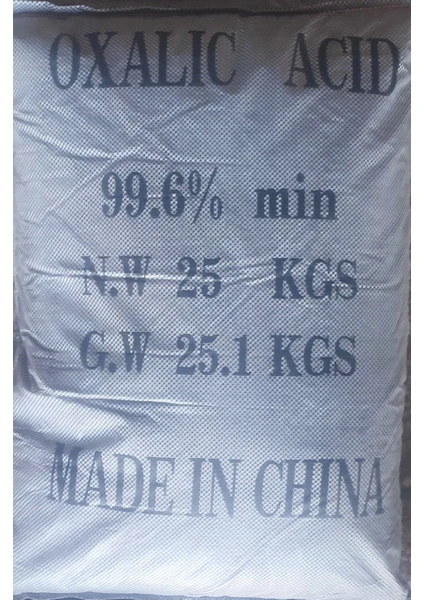 OXALIC ACID
99.6% min
N.W 25 KGS
G.W 25.1 KGS
MADE IN CHINA